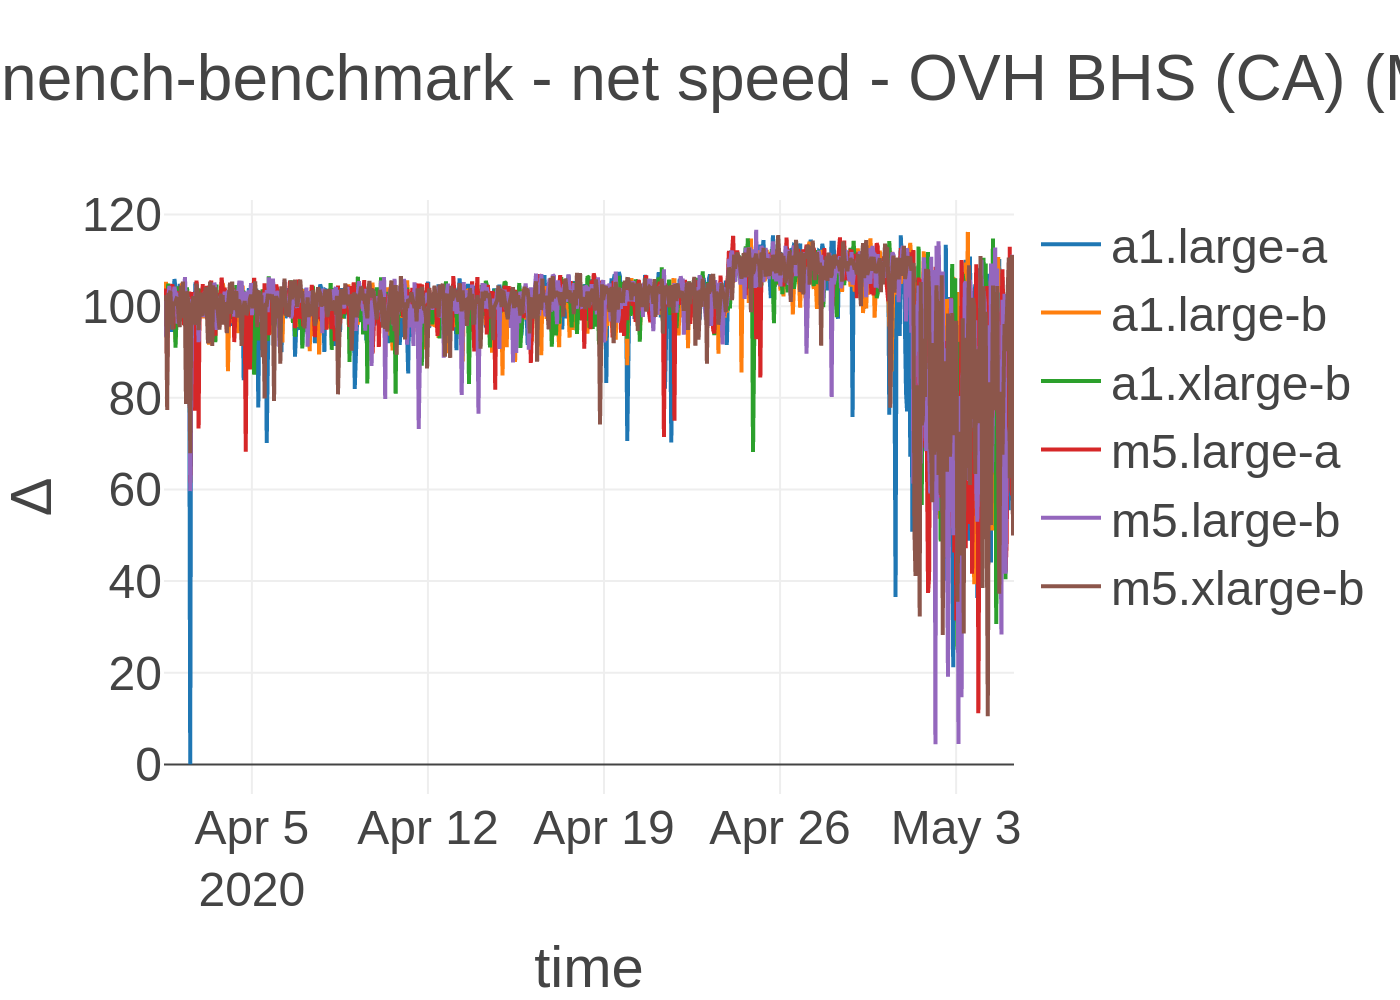 nench-benchmark - net speed - OVH BHS (CA) (
120
100
80
60
40
20
0
Δ
Apr 5
2020
Apr 12
Apr 19
Apr 26
May 3
time
a1.large-a
a1.large-b
a1.xlarge-b
m5.large-a
m5.large-b
m5.xlarge-b